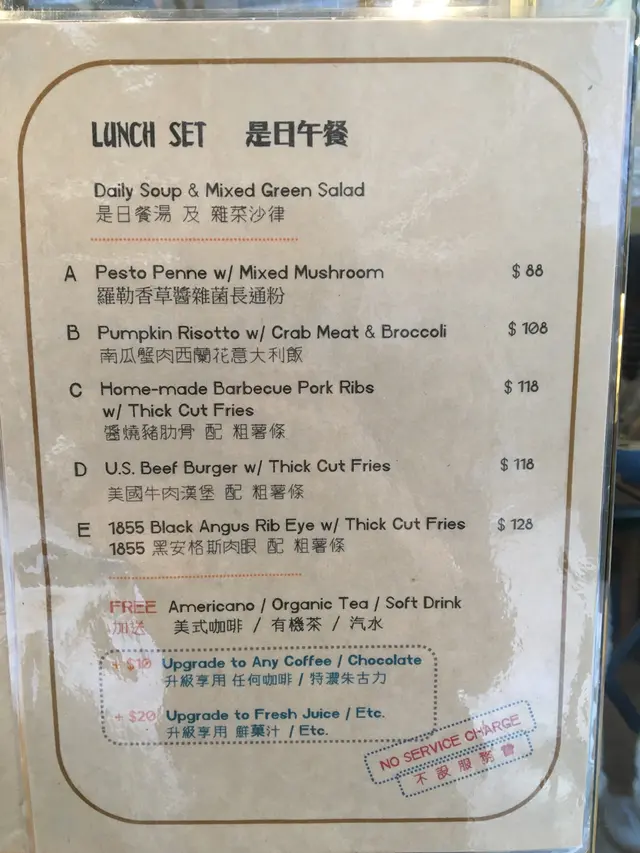 LUNCH SET 是日午餐
Daily Soup & Mixed Green Salad
是日餐湯 及 雜菜沙律
A Pesto Penne w/ Mixed Mushroom $ 88
羅勒香草醬雜菌長通粉
B Pumpkin Risotto w/ Crab Meat & Broccoli $ 108
南瓜蟹肉西蘭花意大利飯
C Home-made Barbecue Pork Ribs $ 118
w/ Thick Cut Fries
醬燒豬肋骨 配 粗薯條
D U.S. Beef Burger w/ Thick Cut Fries $ 118
美國牛肉漢堡 配 粗薯條
E 1855 Black Angus Rib Eye w/ Thick Cut Fries $ 128
1855 黑安格斯肉眼 配 粗薯條
FREE Americano / Organic Tea / Soft Drink
加送 美式咖啡 / 有機茶 / 汽水
+ $10 Upgrade to Any Coffee / Chocolate
升級享用 任何咖啡 / 特濃朱古力
+ $20 Upgrade to Fresh Juice / Etc.
升級享用 鮮菓汁 / Etc.
NO SERVICE CHARGE
不設服務費